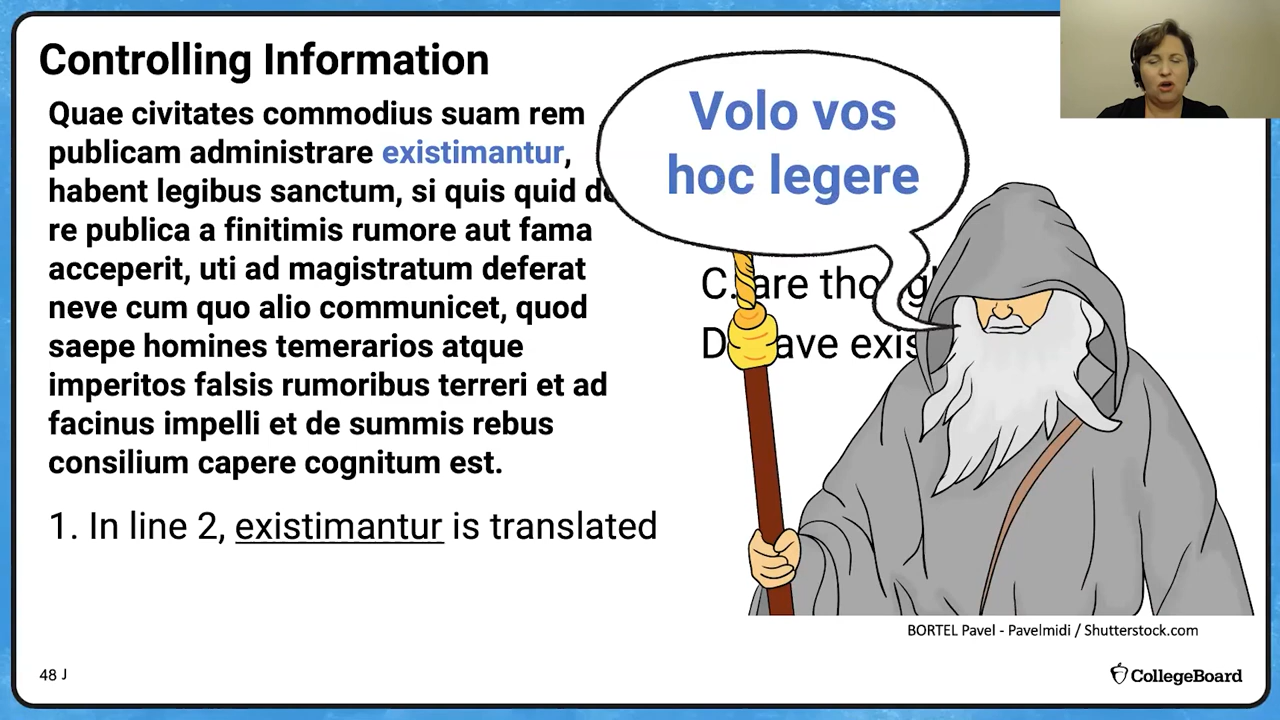 Controlling Information
Quae civitates commodius suam rem
publicam administrare existimantur,
habent legibus sanctum, si quis quid de
re publica a finitimis rumore aut fama
acceperit, uti ad magistratum deferat
neve cum quo alio communicet, quod
saepe homines temerarios atque
imperitos falsis rumoribus terreri et ad
facinus impelli et de summis rebus
consilium capere cognitum est.
1. In line 2, existimantur is translated
Volo vos
hoc legere
C. are
D.
BORTEL Pavel - Pavelmidi / Shutterstock.com
48 J
CollegeBoard